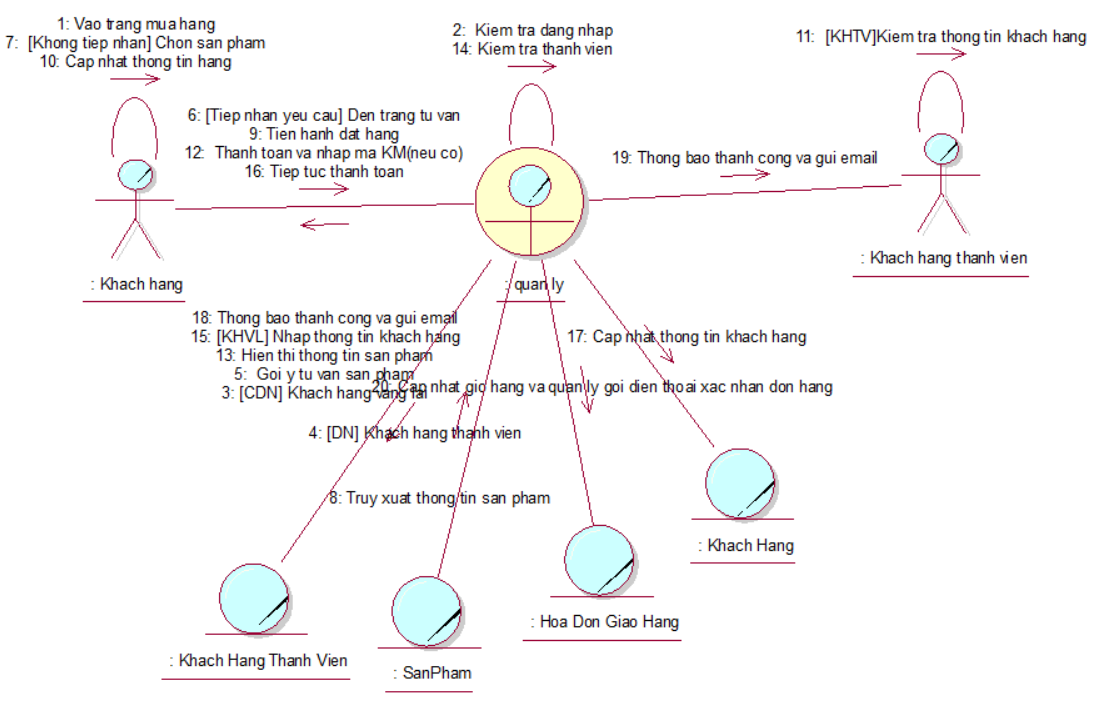 1: Vao trang mua hang
7: [Khong tiep nhan] Chon san pham
10: Cap nhat thong tin hang
2: Kiem tra dang nhap
14: Kiem tra thanh vien
11: [KHTV]Kiem tra thong tin khach hang
6: [Tiep nhan yeu cau] Den trang tu van
9: Tien hanh dat hang
12: Thanh toan va nhap ma KM(neu co)
16: Tiep tuc thanh toan
19: Thong bao thanh cong va gui email
: Khach hang
: quan ly
: Khach hang thanh vien
18: Thong bao thanh cong va gui email
15: [KHVL] Nhap thong tin khach hang
13: Hien thi thong tin san pham
5: Goi y tu van san pham
3: [CDN] Khach hang vang lai
17: Cap nhat thong tin khach hang
20: Cap nhat gio hang va quan ly goi dien thoai xac nhan don hang
4: [DN] Khach hang thanh vien
8: Truy xuat thong tin san pham
: Khach Hang
: Hoa Don Giao Hang
: Khach Hang Thanh Vien
: SanPham